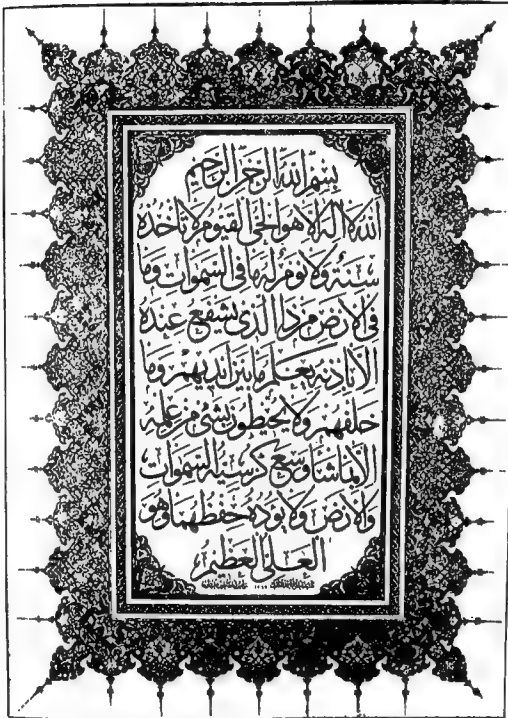 بسم الله الرحمن الرحيم
الله لا اله الا هو الحي القيوم لا تأخذه
سنة ولا نوم له ما في السموات وما
في الارض من ذا الذي يشفع عنده
الا باذنه يعلم ما بين ايديهم وما
خلفهم ولا يحيطون بشئ من علمه
الا بما شاء وسع كرسيه السموات
والارض ولا يؤده حفظهما وهو
العلي العظيم